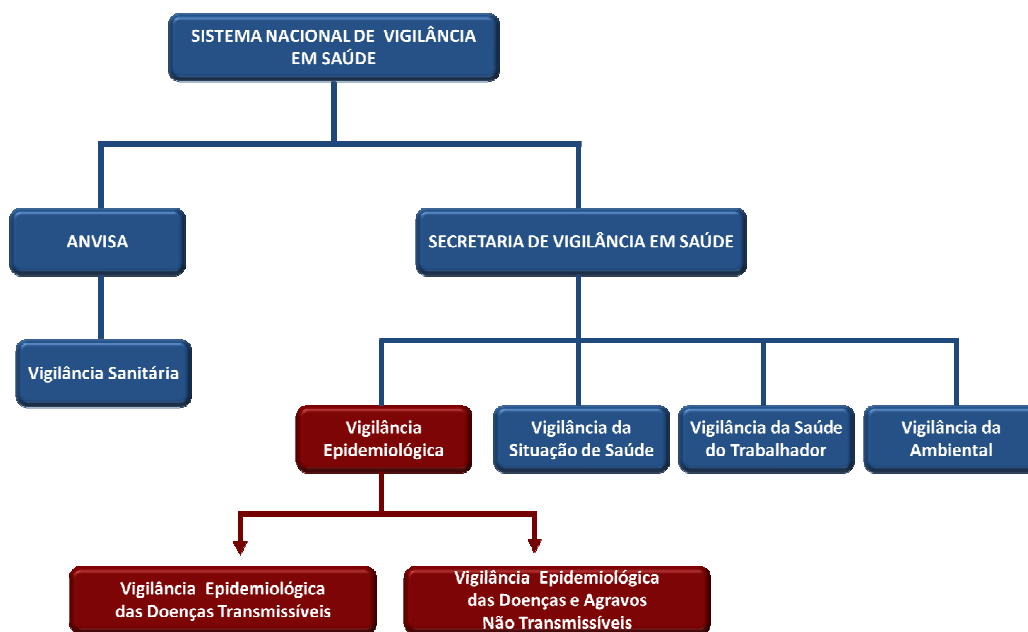 SISTEMA NACIONAL DE VIGILÂNCIA
EM SAÚDE
ANVISA
SECRETARIA DE VIGILÂNCIA EM SAÚDE
Vigilância Sanitária
Vigilância
Epidemiológica
Vigilância da
Situação de Saúde
Vigilância da Saúde
do Trabalhador
Vigilância da
Ambiental
Vigilância Epidemiológica
das Doenças Transmissíveis
Vigilância Epidemiológica
das Doenças e Agravos
Não Transmissíveis